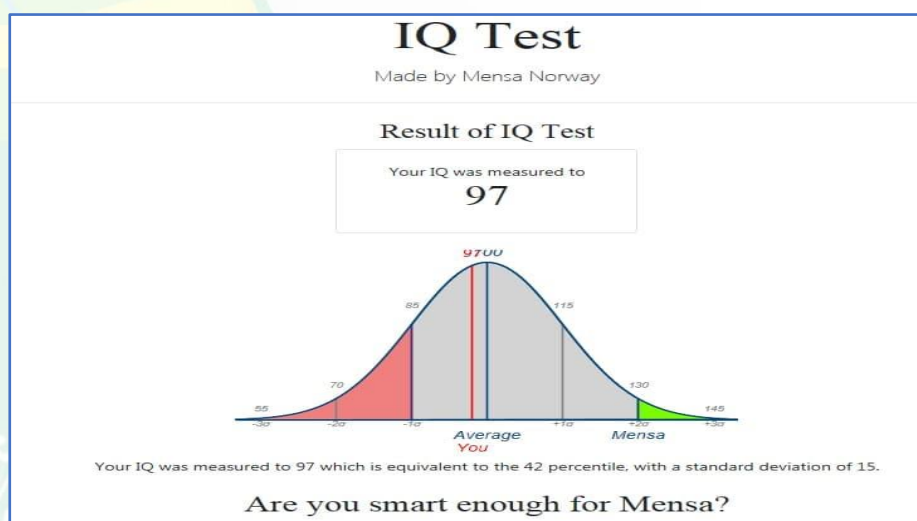 IQ Test
Made by Mensa Norway
Result of IQ Test
Your IQ was measured to
97
97100
85
115
70
130
55
145
-3σ -2σ -1σ +1σ +2σ +3σ
Average Mensa
You
Your IQ was measured to 97 which is equivalent to the 42 percentile, with a standard deviation of 15.
Are you smart enough for Mensa?